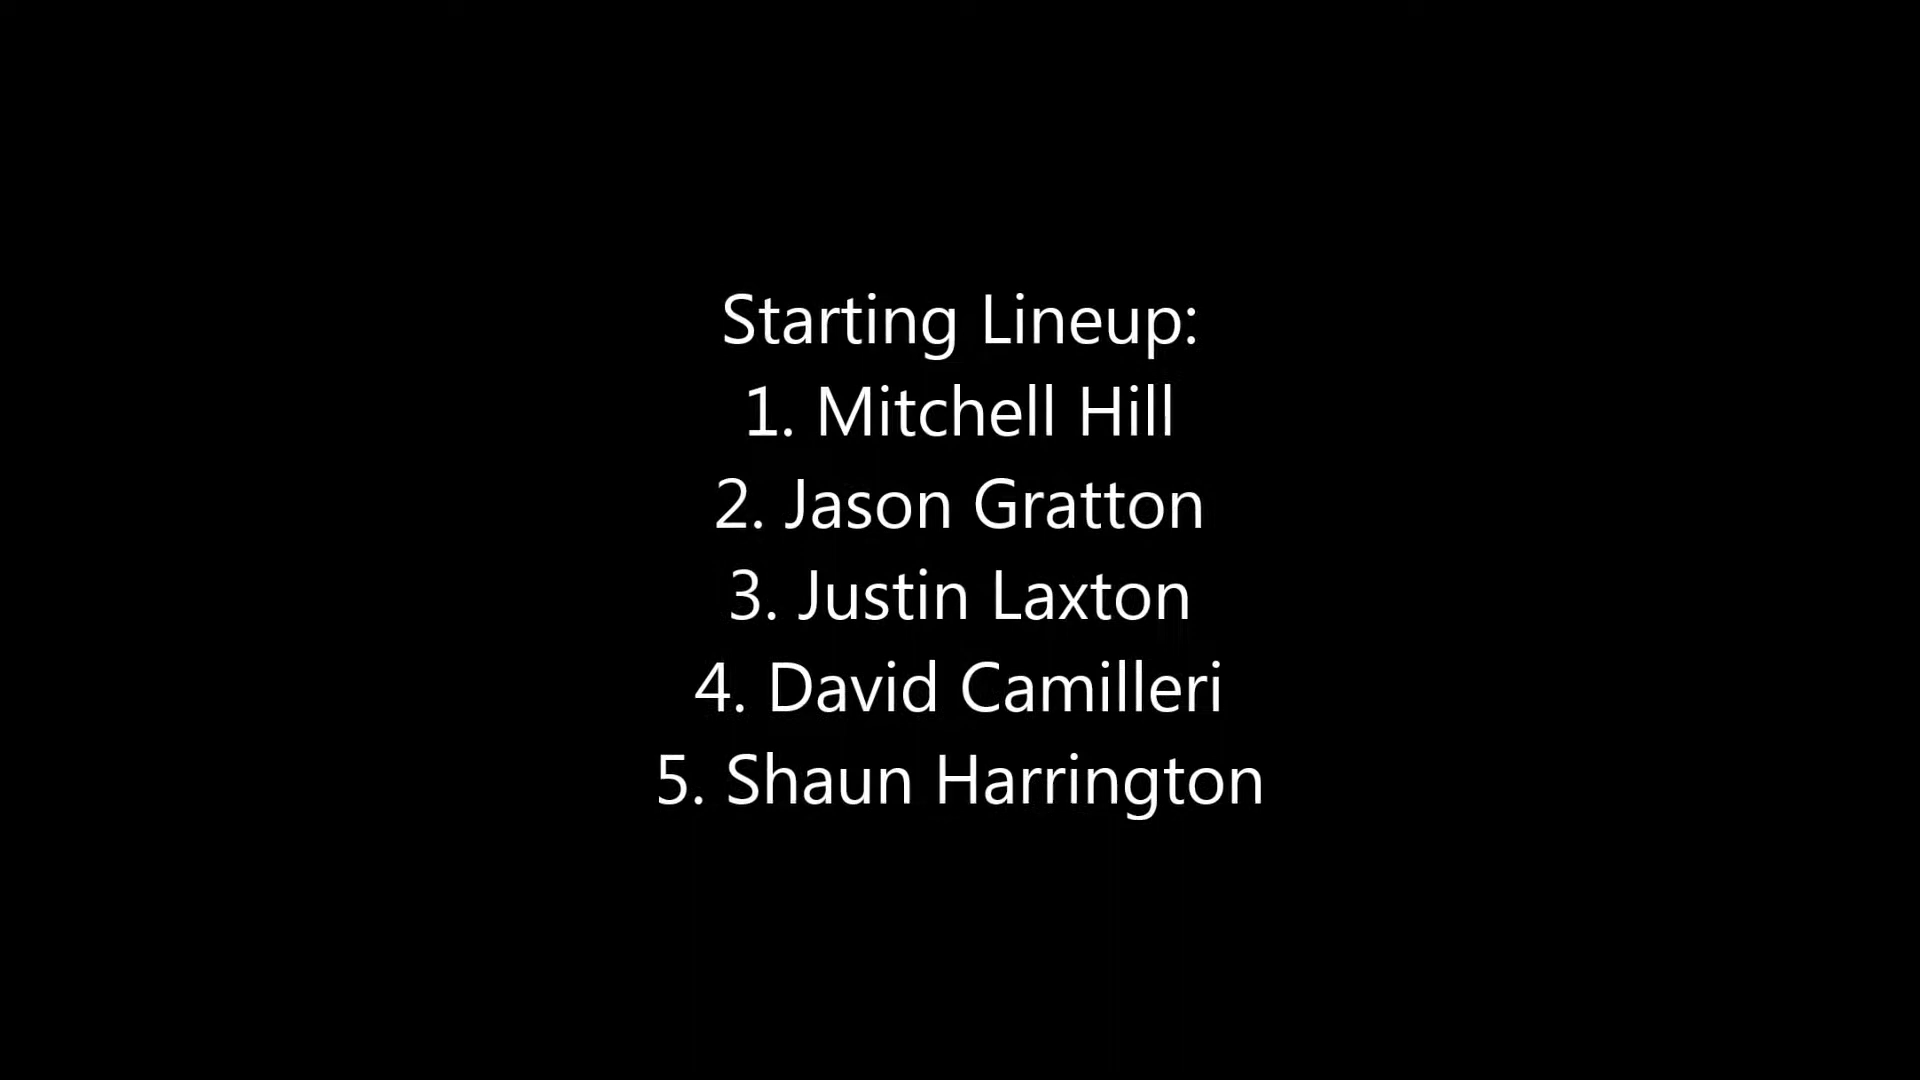 Starting Lineup:
1. Mitchell Hill
2. Jason Gratton
3. Justin Laxton
4. David Camilleri
5. Shaun Harrington